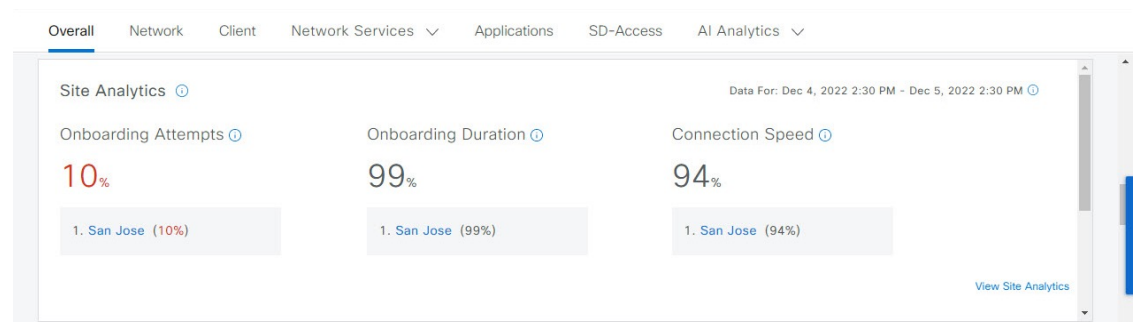 Overall Network Client Network Services Applications SD-Access AI Analytics
Site Analytics
Data For: Dec 4, 2022 2:30 PM - Dec 5, 2022 2:30 PM
Onboarding Attempts
10%
1. San Jose (10%)
Onboarding Duration
99%
1. San Jose (99%)
Connection Speed
94%
1. San Jose (94%)
View Site Analytics